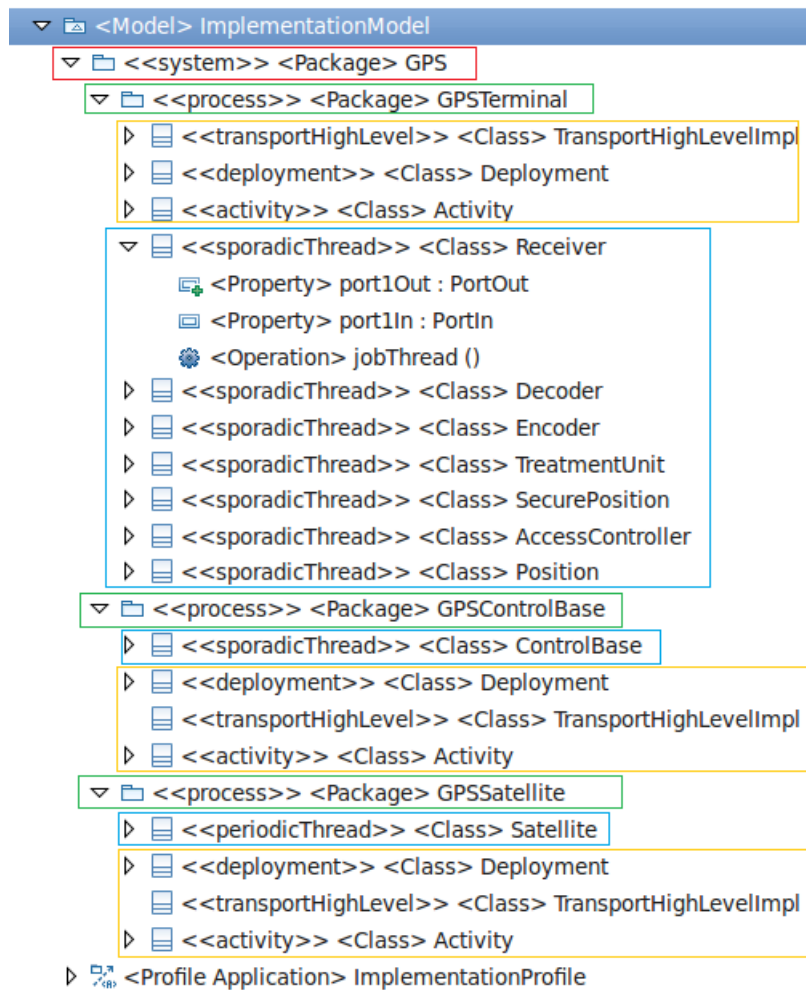 <Model> ImplementationModel
<<system>> <Package> GPS
<<process>> <Package> GPSTerminal
<<transportHighLevel>> <Class> TransportHighLevelImpl
<<deployment>> <Class> Deployment
<<activity>> <Class> Activity
<<sporadicThread>> <Class> Receiver
<Property> port1Out : PortOut
<Property> port1In : PortIn
<Operation> jobThread ()
<<sporadicThread>> <Class> Decoder
<<sporadicThread>> <Class> Encoder
<<sporadicThread>> <Class> TreatmentUnit
<<sporadicThread>> <Class> SecurePosition
<<sporadicThread>> <Class> AccessController
<<sporadicThread>> <Class> Position
<<process>> <Package> GPSControlBase
<<sporadicThread>> <Class> ControlBase
<<deployment>> <Class> Deployment
<<transportHighLevel>> <Class> TransportHighLevelImpl
<<activity>> <Class> Activity
<<process>> <Package> GPSSatellite
<<periodicThread>> <Class> Satellite
<<deployment>> <Class> Deployment
<<transportHighLevel>> <Class> TransportHighLevelImpl
<<activity>> <Class> Activity
<Profile Application> ImplementationProfile